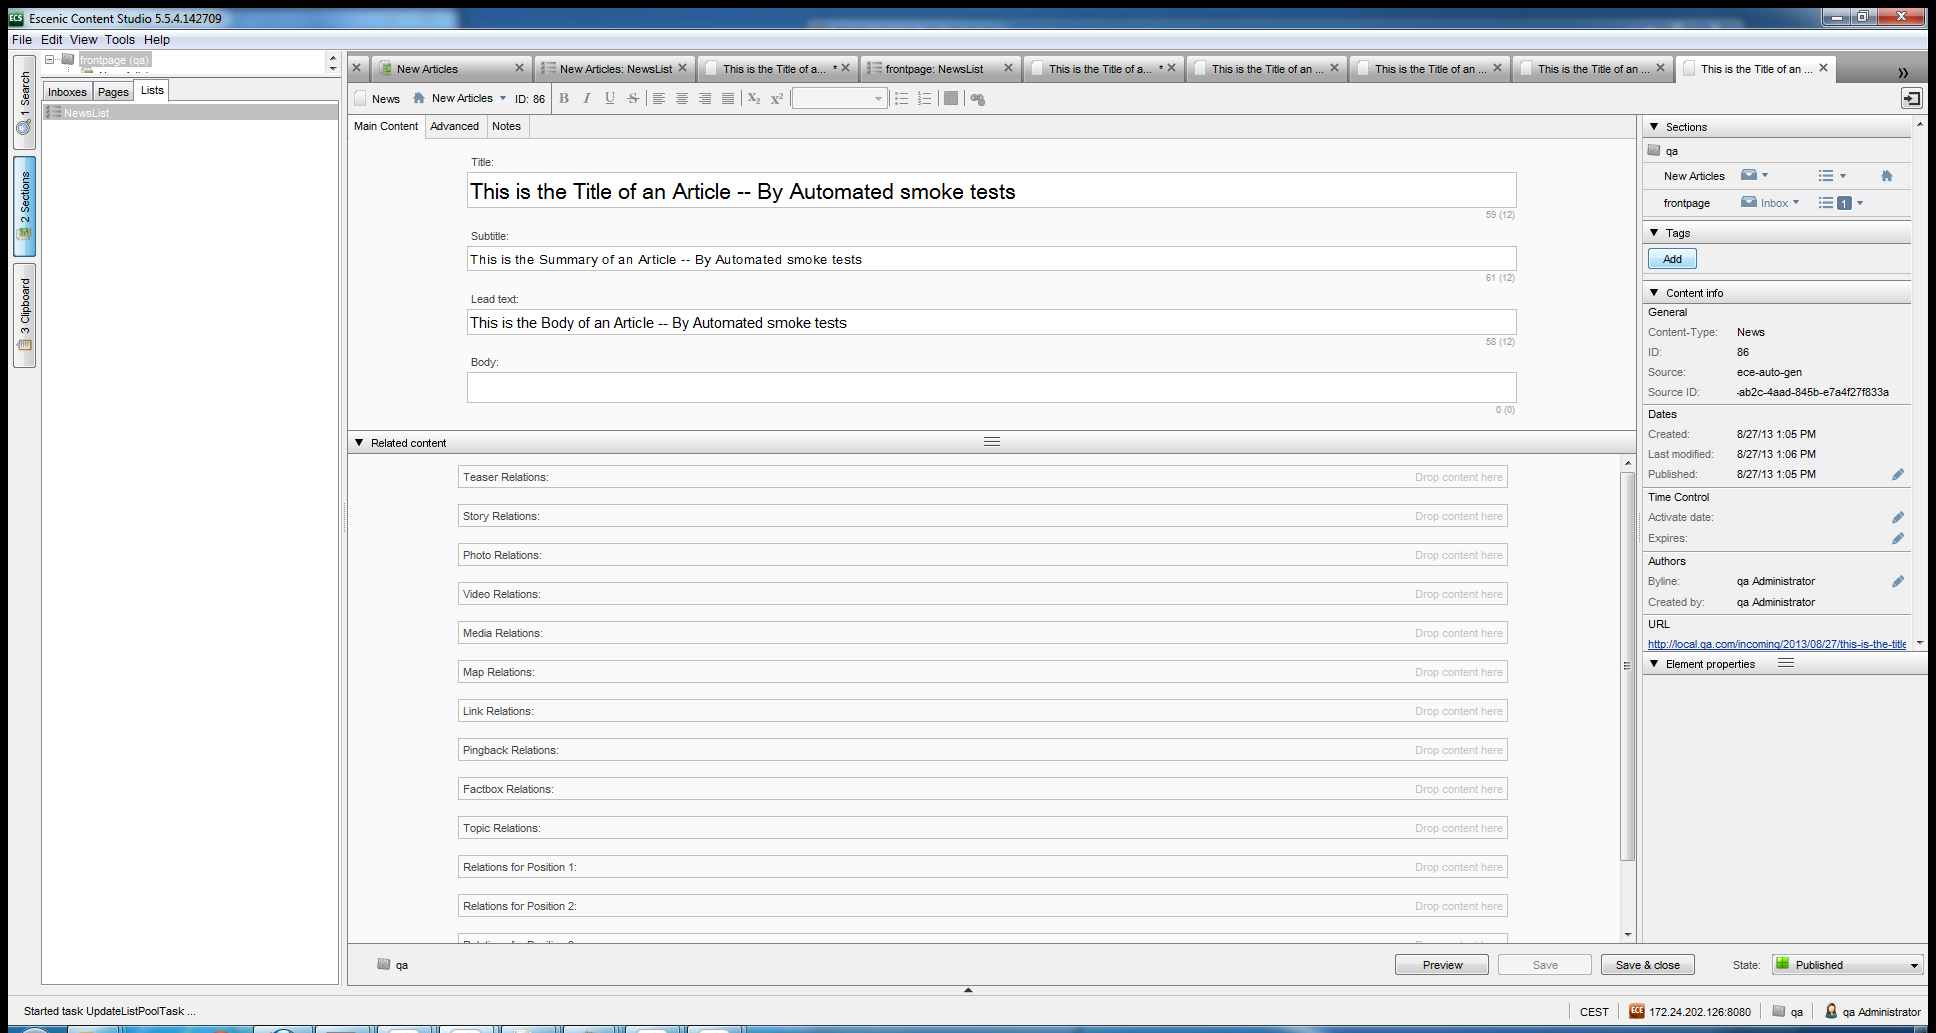 Escenic Content Studio 5.5.4.142709
File Edit View Tools Help
1 Search
2 Sections
3 Clipboard
frontpage (qa)
Inboxes Pages Lists
NewsList
New Articles
New Articles: NewsList
This is the Title of a... *
frontpage: NewsList
This is the Title of a... *
This is the Title of an ...
This is the Title of an ...
This is the Title of an ...
This is the Title of an ...
News New Articles ID: 86 B I U S X2 X2
Main Content Advanced Notes
Title:
This is the Title of an Article -- By Automated smoke tests
59 (12)
Subtitle:
This is the Summary of an Article -- By Automated smoke tests
61 (12)
Lead text:
This is the Body of an Article -- By Automated smoke tests
58 (12)
Body:
0 (0)
Related content
Teaser Relations: Drop content here
Story Relations: Drop content here
Photo Relations: Drop content here
Video Relations: Drop content here
Media Relations: Drop content here
Map Relations: Drop content here
Link Relations: Drop content here
Pingback Relations: Drop content here
Factbox Relations: Drop content here
Topic Relations: Drop content here
Relations for Position 1: Drop content here
Relations for Position 2: Drop content here
Sections
qa
New Articles
frontpage Inbox 1
Tags
Add
Content info
General
Content-Type: News
ID: 86
Source: ece-auto-gen
Source ID: -ab2c-4aad-845b-e7a4f27f833a
Dates
Created: 8/27/13 1:05 PM
Last modified: 8/27/13 1:06 PM
Published: 8/27/13 1:05 PM
Time Control
Activate date:
Expires:
Authors
Byline: qa Administrator
Created by: qa Administrator
URL
http://local.qa.com/incoming/2013/08/27/this-is-the-title
Element properties
qa
Preview Save Save & close State: Published
Started task UpdateListPoolTask ...
CEST ECE 172.24.202.126:8080 qa qa Administrator